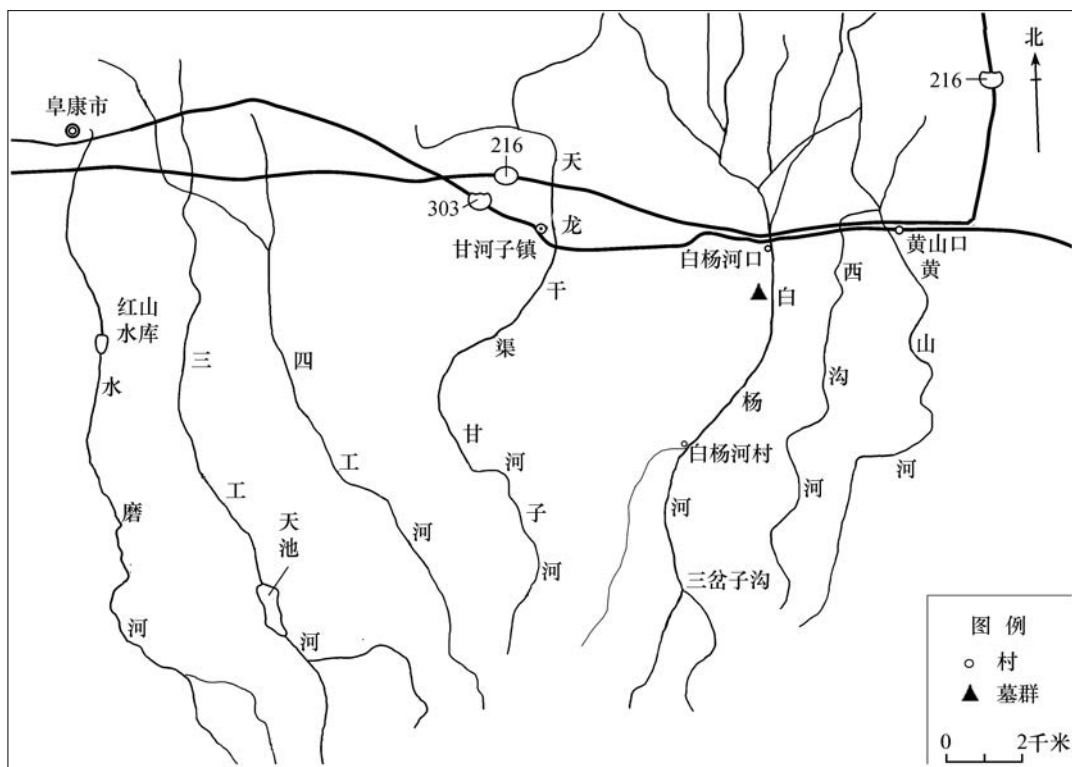 北
216
阜康市
216
天
303
龙
甘河子镇
白杨河口
西
黄山口
黄
干
白
红山
水库
渠
山
三
四
水
沟
杨
甘
白杨河村
河
河
工
工
子
河
河
磨
天池
河
河
三岔子沟
河
河
图例
村
墓群
0
2千米